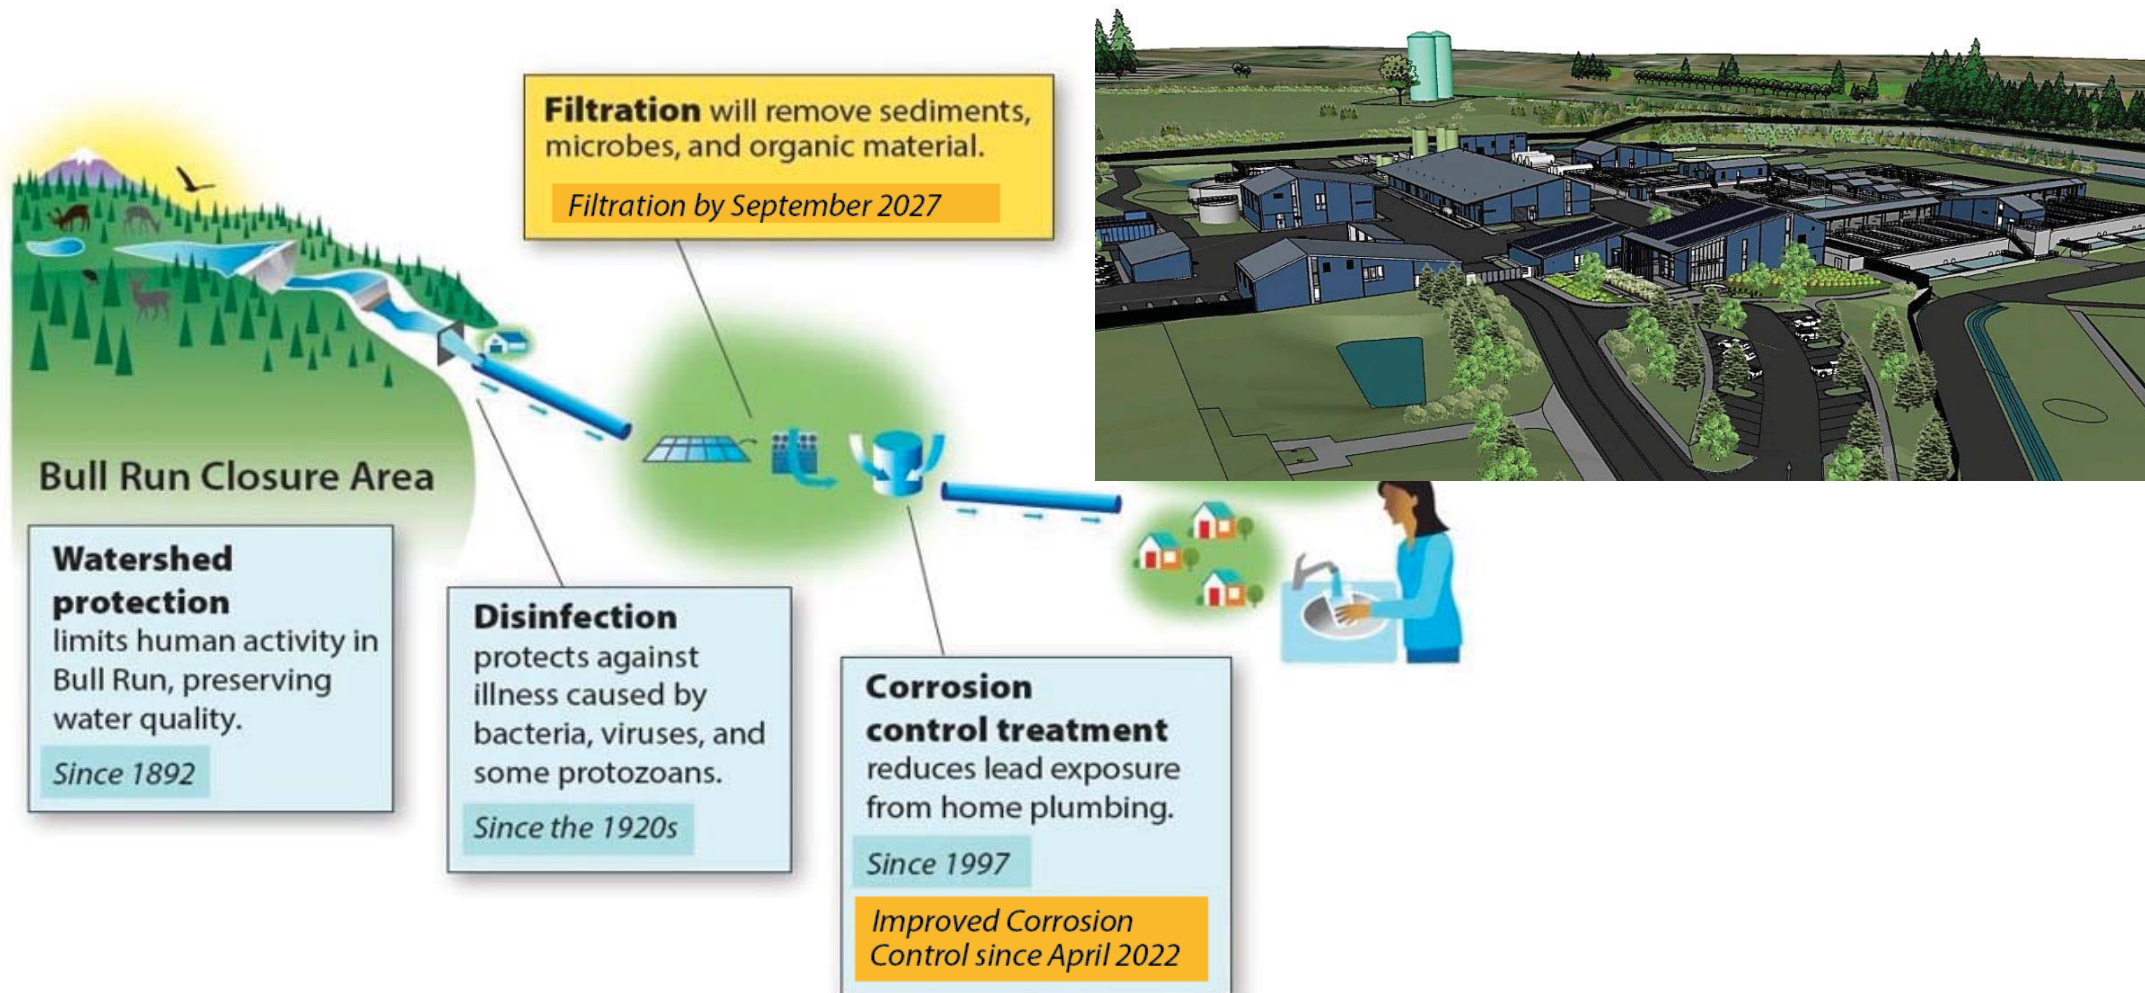 Filtration will remove sediments,
microbes, and organic material.
Filtration by September 2027
Bull Run Closure Area
Watershed
protection
limits human activity in
Bull Run, preserving
water quality.
Since 1892
Disinfection
protects against
illness caused by
bacteria, viruses, and
some protozoans.
Since the 1920s
Corrosion
control treatment
reduces lead exposure
from home plumbing.
Since 1997
Improved Corrosion
Control since April 2022